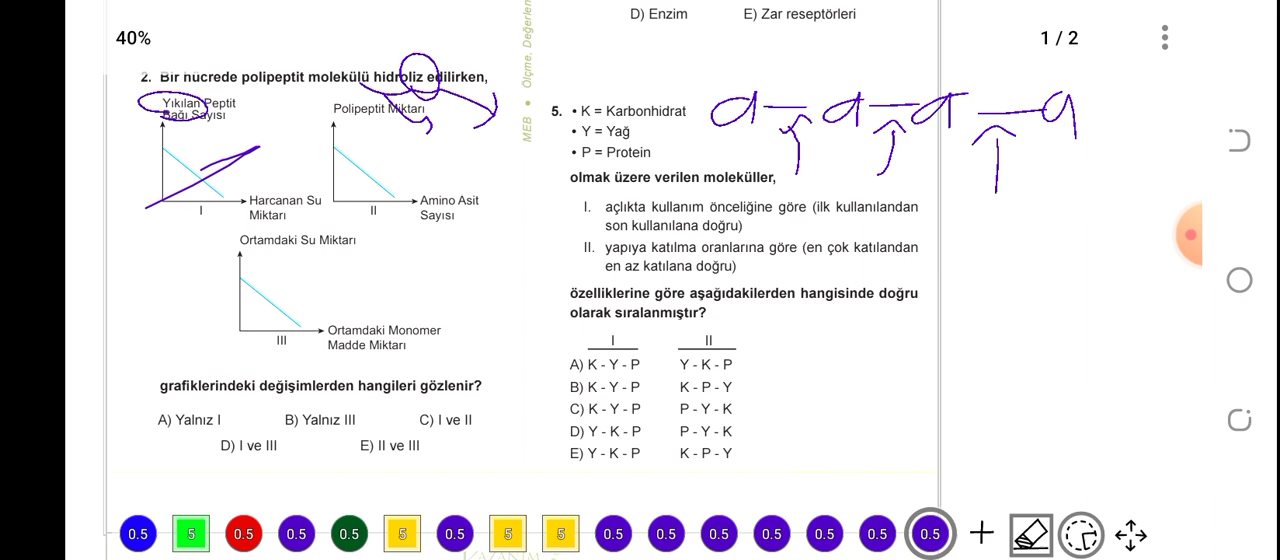 40%
1 / 2
D) Enzim E) Zar reseptörleri
MEB ● Ölçme, Değerlen
2. Bir hücrede polipeptit molekülü hidroliz edilirken,
Yıkılan Peptit
Bağı Sayısı
Harcanan Su
Miktarı
I
Polipeptit Miktarı
Amino Asit
Sayısı
II
Ortamdaki Su Miktarı
Ortamdaki Monomer
Madde Miktarı
III
grafiklerindeki değişimlerden hangileri gözlenir?
A) Yalnız I B) Yalnız III C) I ve II
D) I ve III E) II ve III
5. • K = Karbonhidrat
• Y = Yağ
• P = Protein
a - a - a - a
olmak üzere verilen moleküller,
I. açlıkta kullanım önceliğine göre (ilk kullanılandan
son kullanılana doğru)
II. yapıya katılma oranlarına göre (en çok katılandan
en az katılana doğru)
özelliklerine göre aşağıdakilerden hangisinde doğru
olarak sıralanmıştır?
I II
A) K - Y - P Y - K - P
B) K - Y - P K - P - Y
C) K - Y - P P - Y - K
D) Y - K - P P - Y - K
E) Y - K - P K - P - Y
0.5 5 0.5 0.5 0.5 5 0.5 5 5 0.5 0.5 0.5 0.5 0.5 0.5 0.5